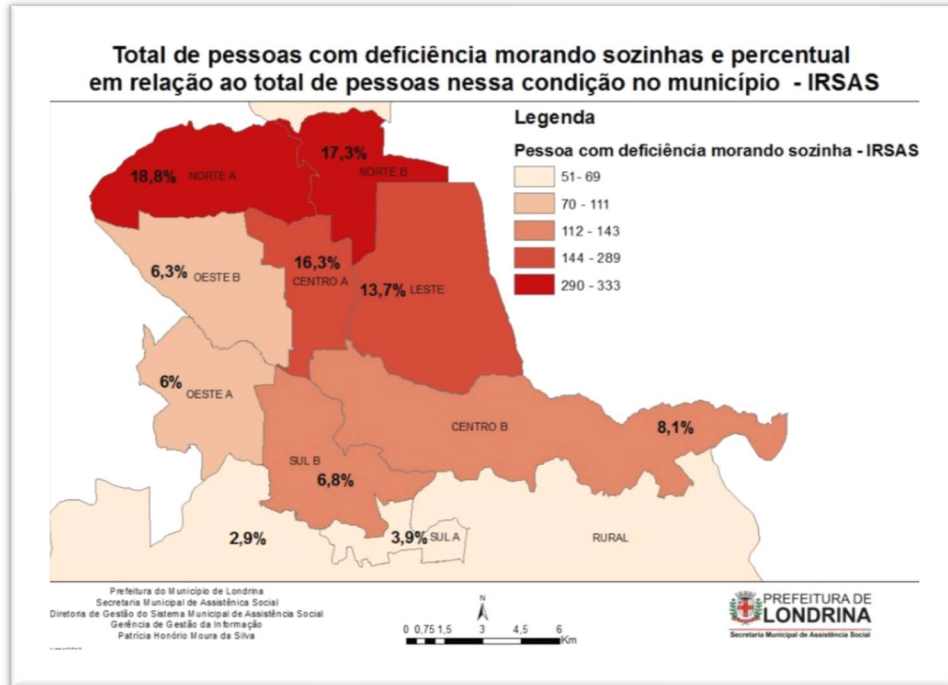 Total de pessoas com deficiência morando sozinhas e percentual
em relação ao total de pessoas nessa condição no município - IRSAS
Legenda
Pessoa com deficiência morando sozinha - IRSAS
51 - 69
70 - 111
112 - 143
144 - 289
290 - 333
17,3%
NORTE B
18,8% NORTE A
6,3% OESTE B
16,3%
CENTRO A
13,7% LESTE
6%
OESTE A
CENTRO B
8,1%
SUL B
6,8%
2,9%
3,9% SUL A
RURAL
Prefeitura do Município de Londrina
Secretaria Municipal de Assistência Social
Diretoria de Gestão do Sistema Municipal de Assistência Social
Gerência de Gestão da Informação
Patrícia Honório Moura da Silva
N
0 0,75 1,5 3 4,5 6
Km
PREFEITURA DE
LONDRINA
Secretaria Municipal de Assistência Social